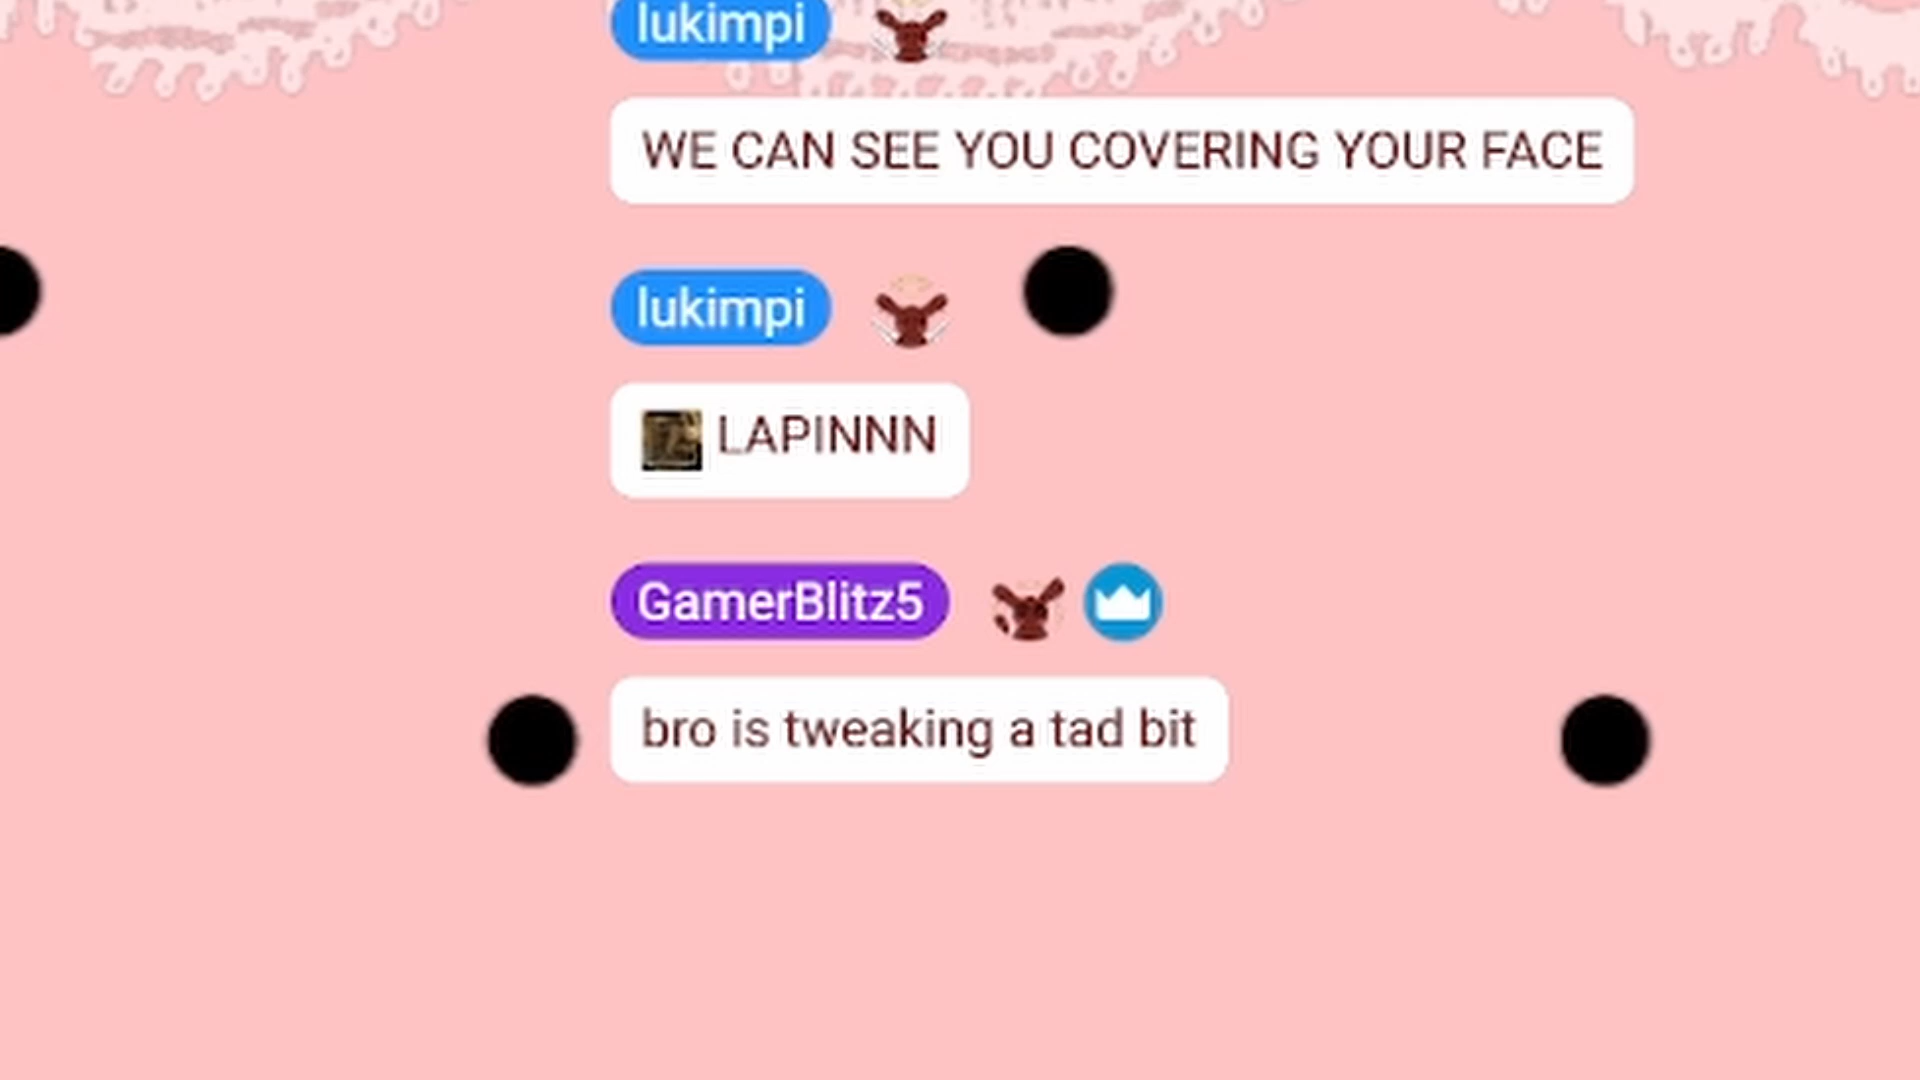 lukimpi
WE CAN SEE YOU COVERING YOUR FACE
lukimpi
LAPINNN
GamerBlitz5
bro is tweaking a tad bit